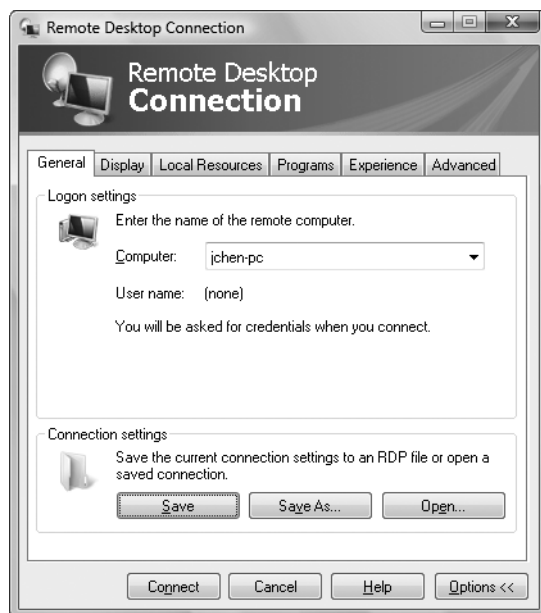 Remote Desktop Connection
Remote Desktop
Connection
General Display Local Resources Programs Experience Advanced
Logon settings
Enter the name of the remote computer.
Computer: jchen-pc
User name: (none)
You will be asked for credentials when you connect.
Connection settings
Save the current connection settings to an RDP file or open a
saved connection.
Save Save As... Open...
Connect Cancel Help Options <<